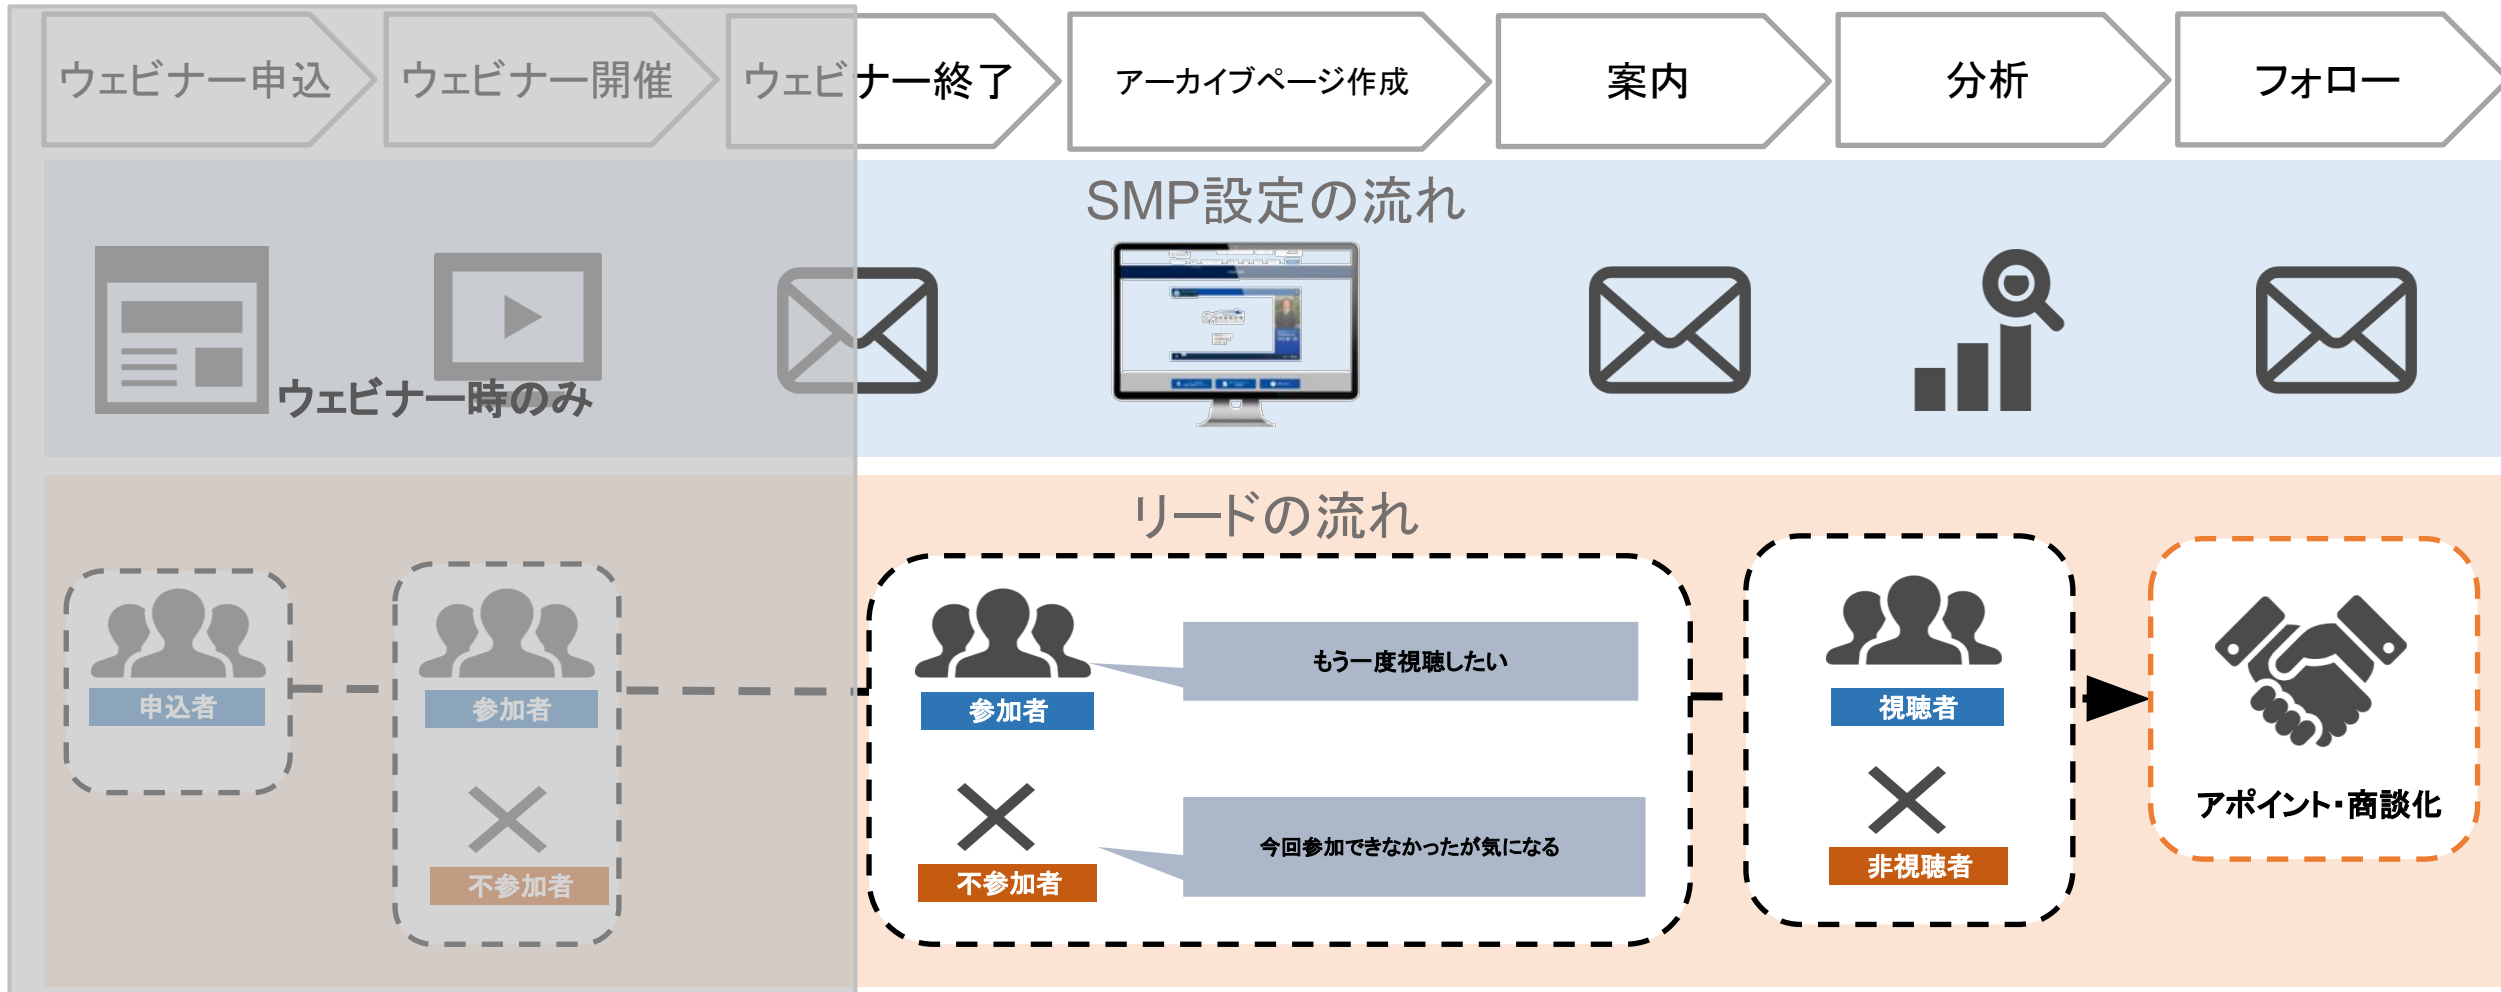 ウェビナー申込
ウェビナー開催
ウェビナー終了
アーカイブページ作成
案内
分析
フォロー
SMP設定の流れ
ウェビナー時のみ
リードの流れ
申込者
参加者
不参加者
参加者
もう一度視聴したい
不参加者
今回参加できなかったが気になる
視聴者
非視聴者
アポイント・商談化